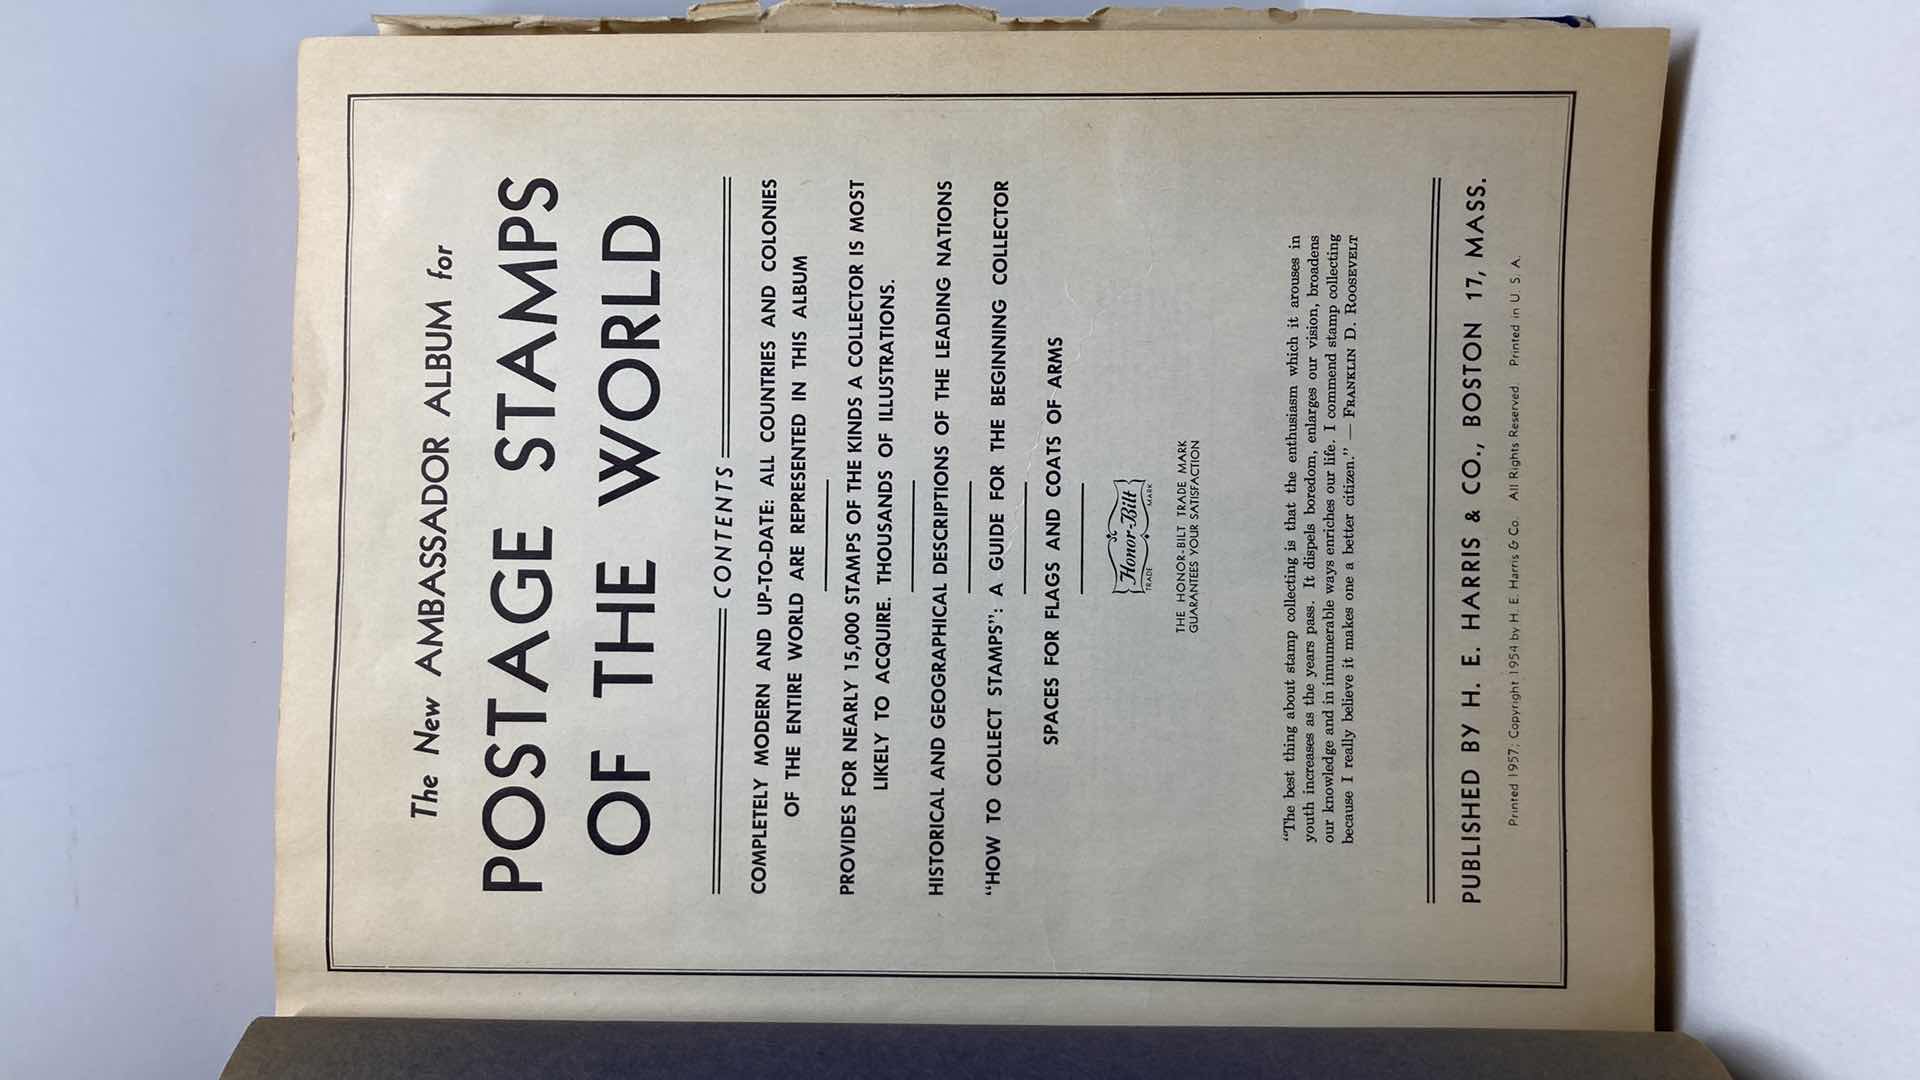 The New AMBASSADOR ALBUM for
POSTAGE STAMPS
OF THE WORLD
CONTENTS
COMPLETELY MODERN AND UP-TO-DATE: ALL COUNTRIES AND COLONIES
OF THE ENTIRE WORLD ARE REPRESENTED IN THIS ALBUM
PROVIDES FOR NEARLY 15,000 STAMPS OF THE KINDS A COLLECTOR IS MOST
LIKELY TO ACQUIRE. THOUSANDS OF ILLUSTRATIONS.
HISTORICAL AND GEOGRAPHICAL DESCRIPTIONS OF THE LEADING NATIONS
"HOW TO COLLECT STAMPS": A GUIDE FOR THE BEGINNING COLLECTOR
SPACES FOR FLAGS AND COATS OF ARMS
Honor-Bilt
TRADE MARK
THE HONOR-BILT TRADE MARK
GUARANTEES YOUR SATISFACTION
"The best thing about stamp collecting is that the enthusiasm which it arouses in
youth increases as the years pass. It dispels boredom, enlarges our vision, broadens
our knowledge and in innumerable ways enriches our life. I commend stamp collecting
because I really believe it makes one a better citizen." — FRANKLIN D. ROOSEVELT
PUBLISHED BY H. E. HARRIS & CO., BOSTON 17, MASS.
Printed 1957; Copyright 1954 by H. E. Harris & Co. All Rights Reserved. Printed in U. S. A.